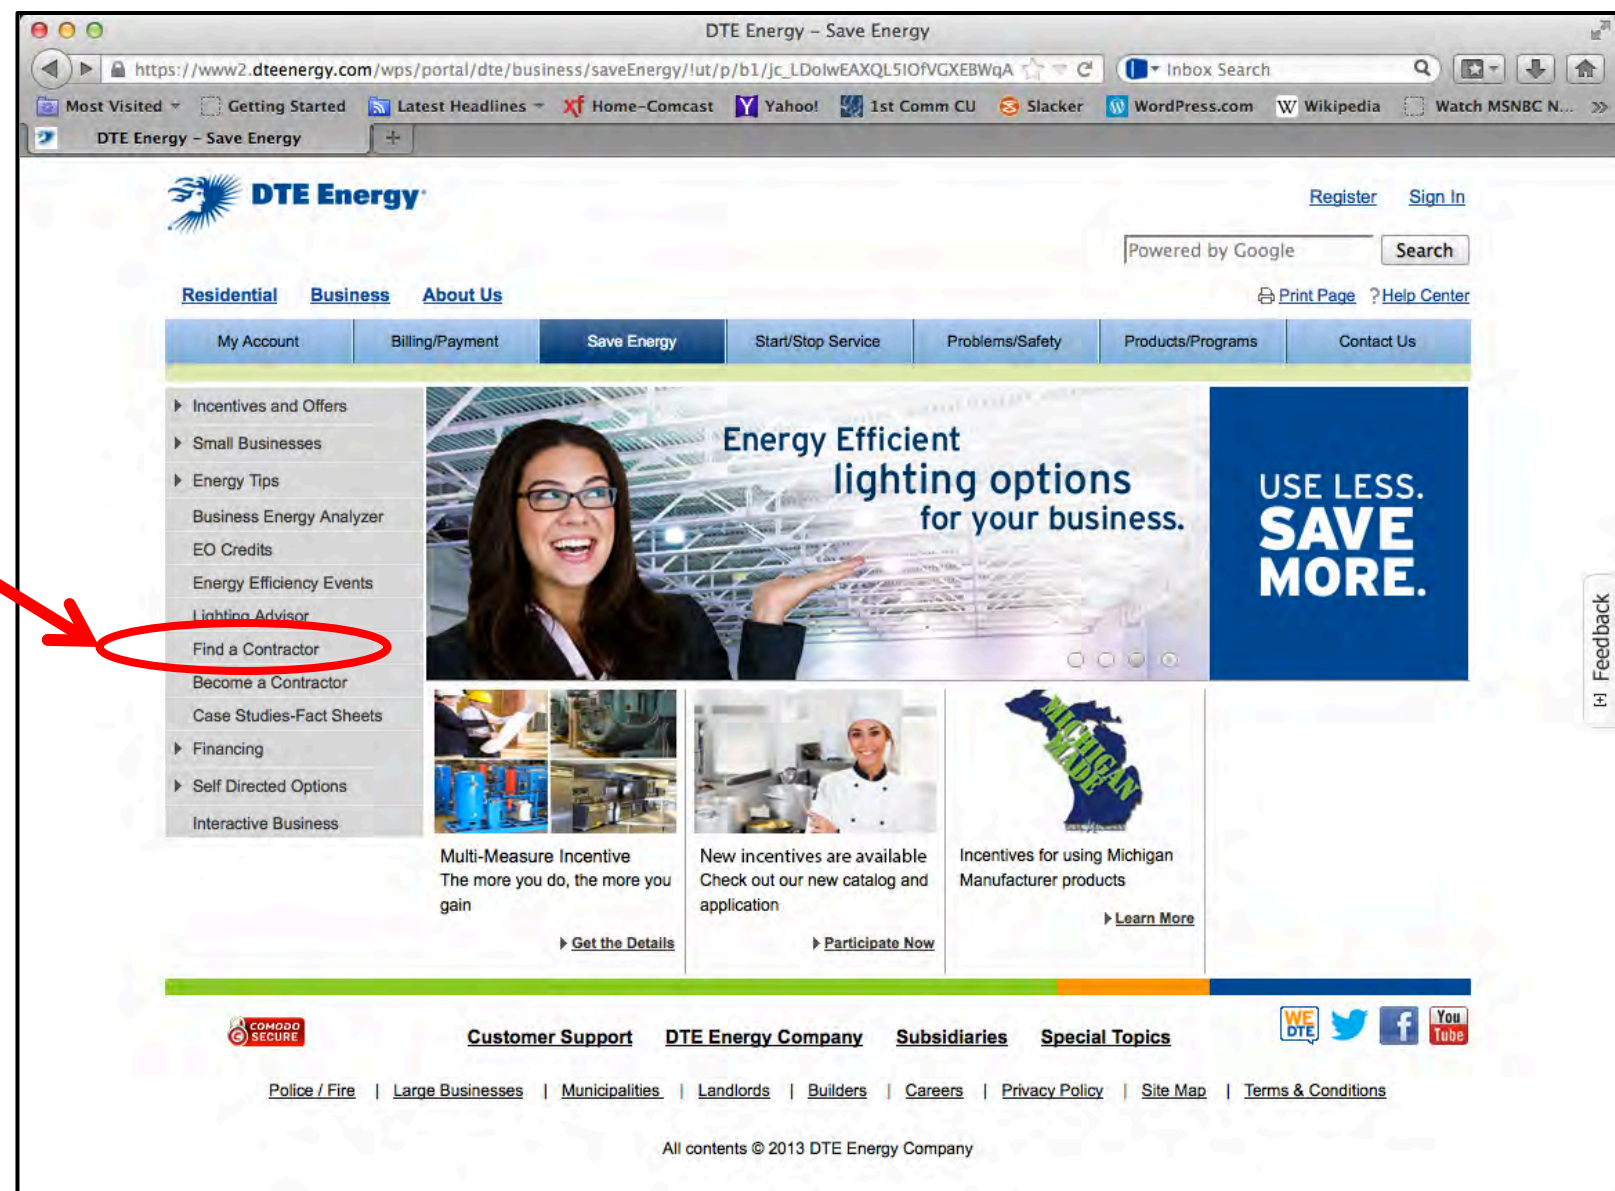 DTE Energy – Save Energy
https://www2.dteenergy.com/wps/portal/dte/business/saveEnergy/!ut/p/b1/jc_LDoIwEAXQL5IOfVGXEBWqA
Inbox Search
Most Visited
Getting Started
Latest Headlines
Home-Comcast
Yahoo!
1st Comm CU
Slacker
WordPress.com
Wikipedia
Watch MSNBC N...
DTE Energy – Save Energy
DTE Energy
Register
Sign In
Powered by Google
Search
Residential
Business
About Us
Print Page
? Help Center
My Account
Billing/Payment
Save Energy
Start/Stop Service
Problems/Safety
Products/Programs
Contact Us
Incentives and Offers
Small Businesses
Energy Tips
Business Energy Analyzer
EO Credits
Energy Efficiency Events
Lighting Advisor
Find a Contractor
Become a Contractor
Case Studies-Fact Sheets
Financing
Self Directed Options
Interactive Business
Energy Efficient
lighting options
for your business.
USE LESS.
SAVE
MORE.
[+] Feedback
Multi-Measure Incentive
The more you do, the more you
gain
Get the Details
New incentives are available
Check out our new catalog and
application
Participate Now
MICHIGAN
MADE
Incentives for using Michigan
Manufacturer products
Learn More
COMODO
SECURE
Customer Support
DTE Energy Company
Subsidiaries
Special Topics
WE
DTE
You
Tube
Police / Fire | Large Businesses | Municipalities | Landlords | Builders | Careers | Privacy Policy | Site Map | Terms & Conditions
All contents © 2013 DTE Energy Company